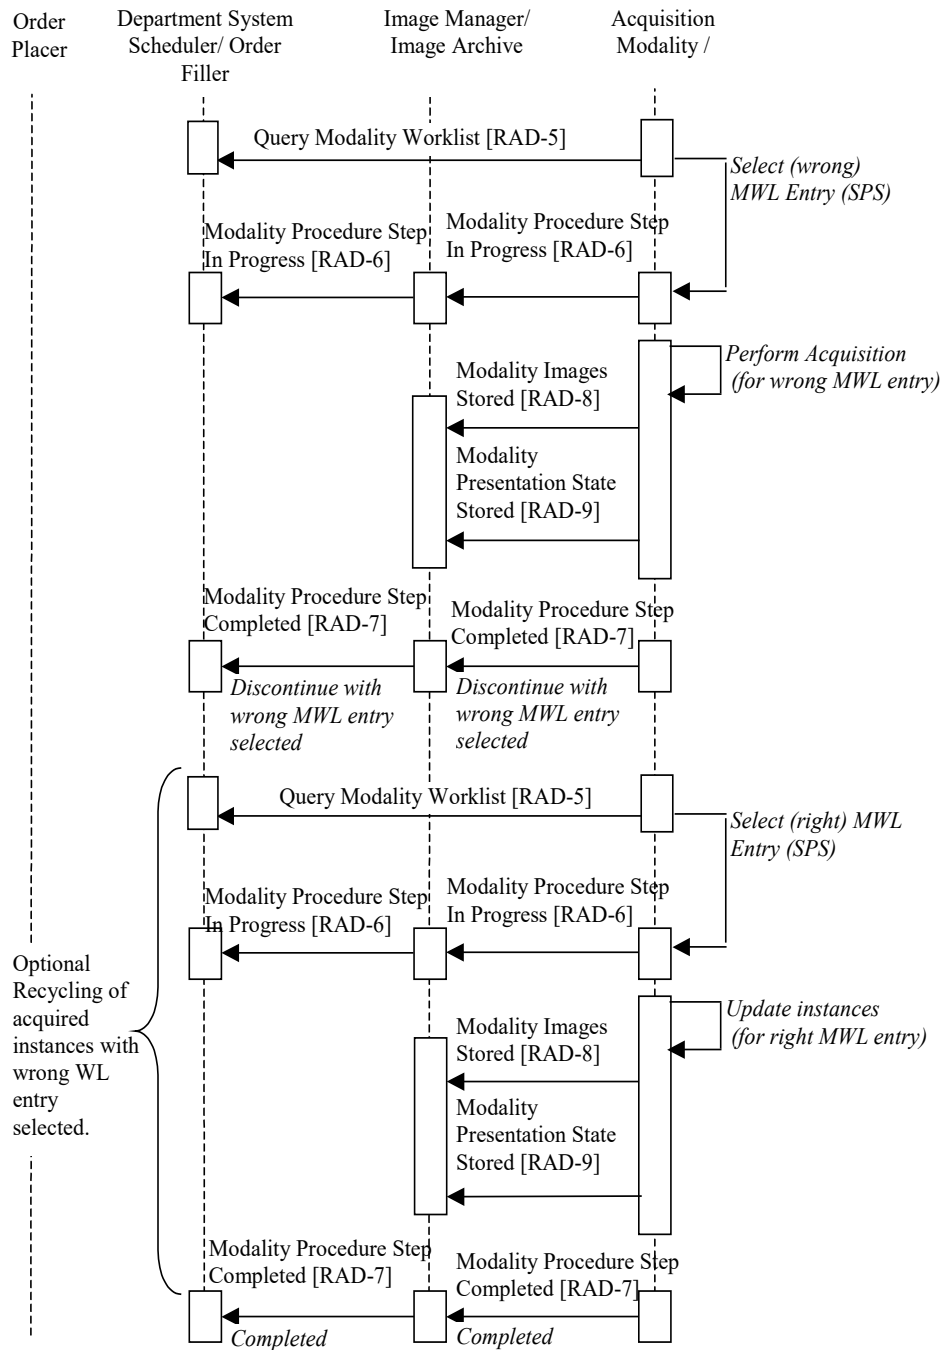 Order
Placer
Department System
Scheduler/ Order
Filler
Image Manager/
Image Archive
Acquisition
Modality /
Query Modality Worklist [RAD-5]
Select (wrong)
MWL Entry (SPS)
Modality Procedure Step
In Progress [RAD-6]
Modality Procedure Step
In Progress [RAD-6]
Perform Acquisition
(for wrong MWL entry)
Modality Images
Stored [RAD-8]
Modality
Presentation State
Stored [RAD-9]
Modality Procedure Step
Completed [RAD-7]
Modality Procedure Step
Completed [RAD-7]
Discontinue with
wrong MWL entry
selected
Discontinue with
wrong MWL entry
selected
Query Modality Worklist [RAD-5]
Select (right) MWL
Entry (SPS)
Modality Procedure Step
In Progress [RAD-6]
Modality Procedure Step
In Progress [RAD-6]
Optional
Recycling of
acquired
instances with
wrong WL
entry
selected.
Update instances
(for right MWL entry)
Modality Images
Stored [RAD-8]
Modality
Presentation State
Stored [RAD-9]
Modality Procedure Step
Completed [RAD-7]
Modality Procedure Step
Completed [RAD-7]
Completed
Completed